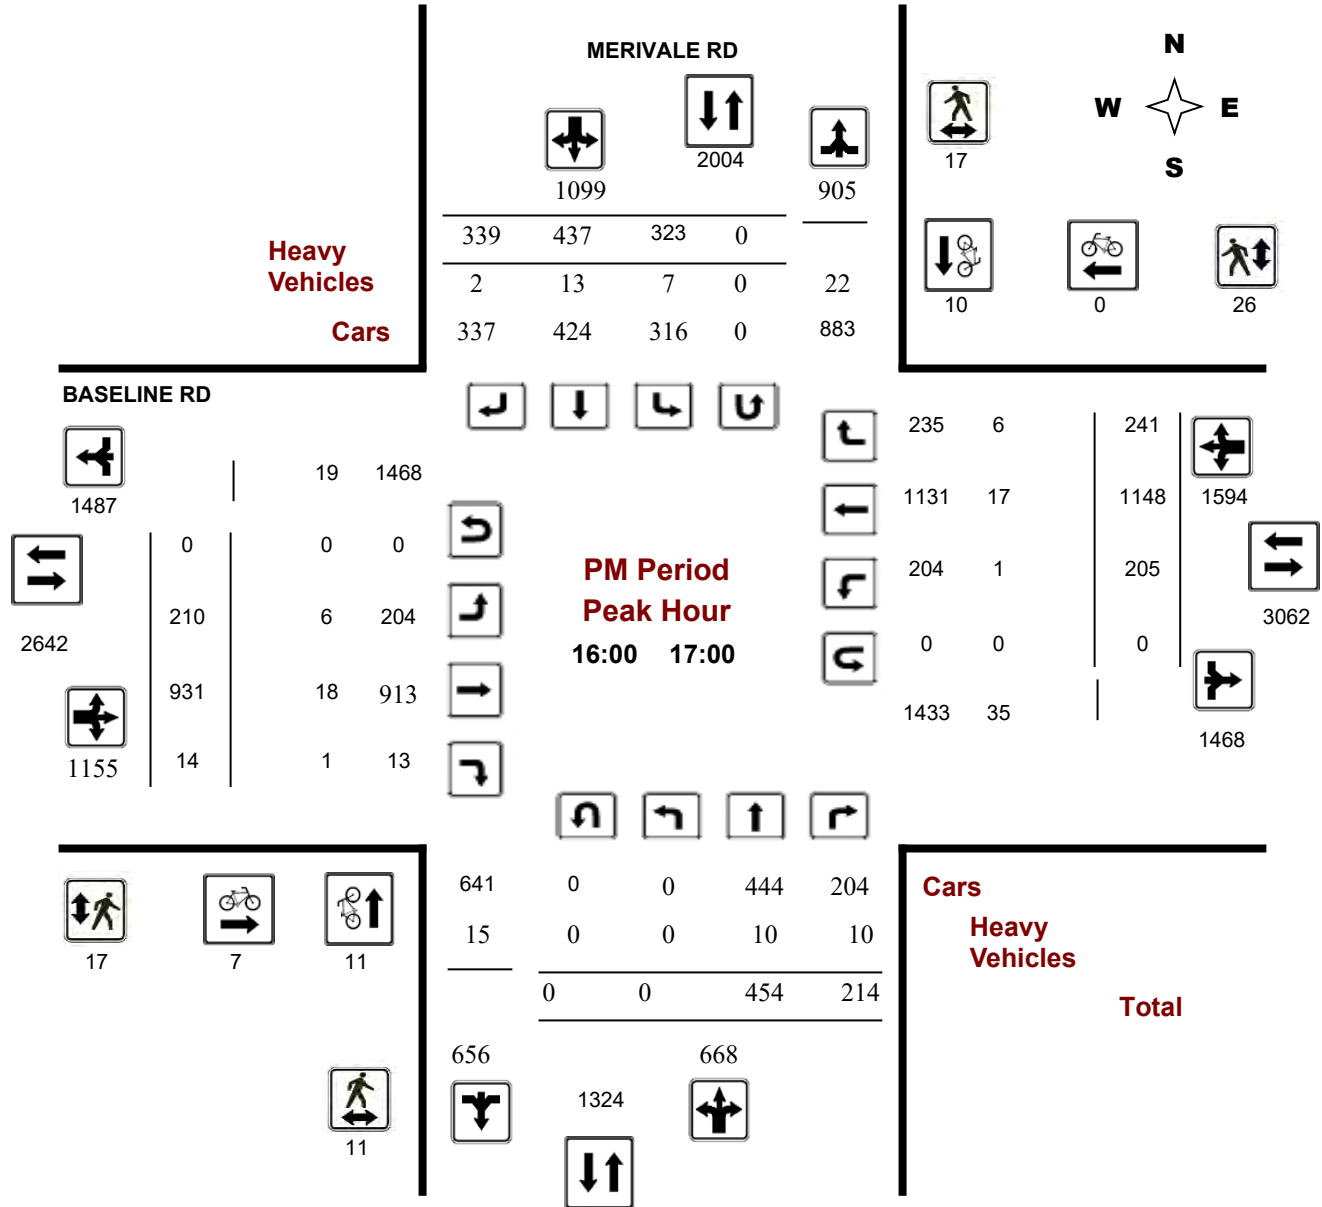 MERIVALE RD
N
W E
S
2004
17
1099 905
339 437 323 0
Heavy
Vehicles
2 13 7 0 22
10 0 26
Cars
337 424 316 0 883
BASELINE RD
235 6 241
19 1468
1487
1131 17 1148 1594
0 0 0
PM Period
204 1 205
210 6 204
Peak Hour
3062
2642
16:00 17:00
0 0 0
931 18 913
1433 35
1468
1155 14 1 13
641 0 0 444 204
Cars
15 0 0 10 10
Heavy
Vehicles
17 7 11
0 0 454 214
Total
656 668
1324
11